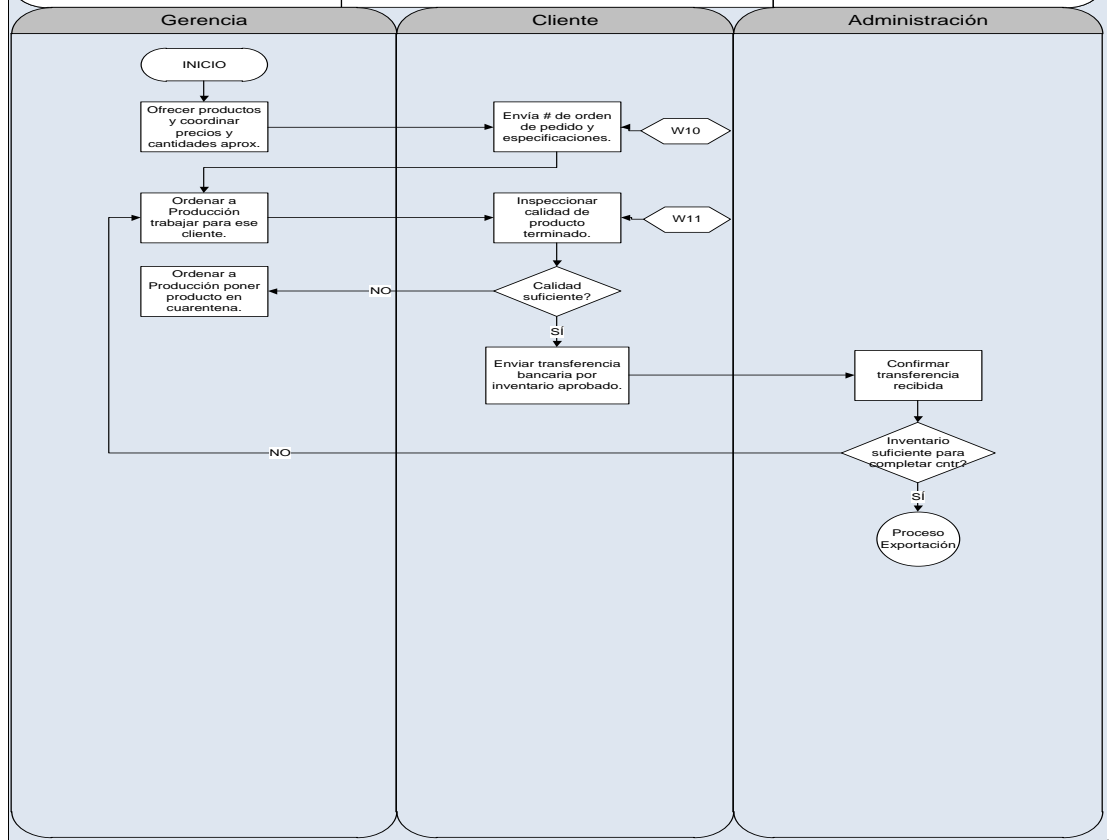 Gerencia
Cliente
Administración
INICIO
Ofrecer productos
y coordinar
precios y
cantidades aprox.
Envía # de orden
de pedido y
especificaciones.
W10
Ordenar a
Producción
trabajar para ese
cliente.
Inspeccionar
calidad de
producto
terminado.
W11
Ordenar a
Producción poner
producto en
cuarentena.
NO
Calidad
suficiente?
SÍ
Enviar transferencia
bancaria por
inventario aprobado.
Confirmar
transferencia
recibida
NO
Inventario
suficiente para
completar cntr?
SÍ
Proceso
Exportación